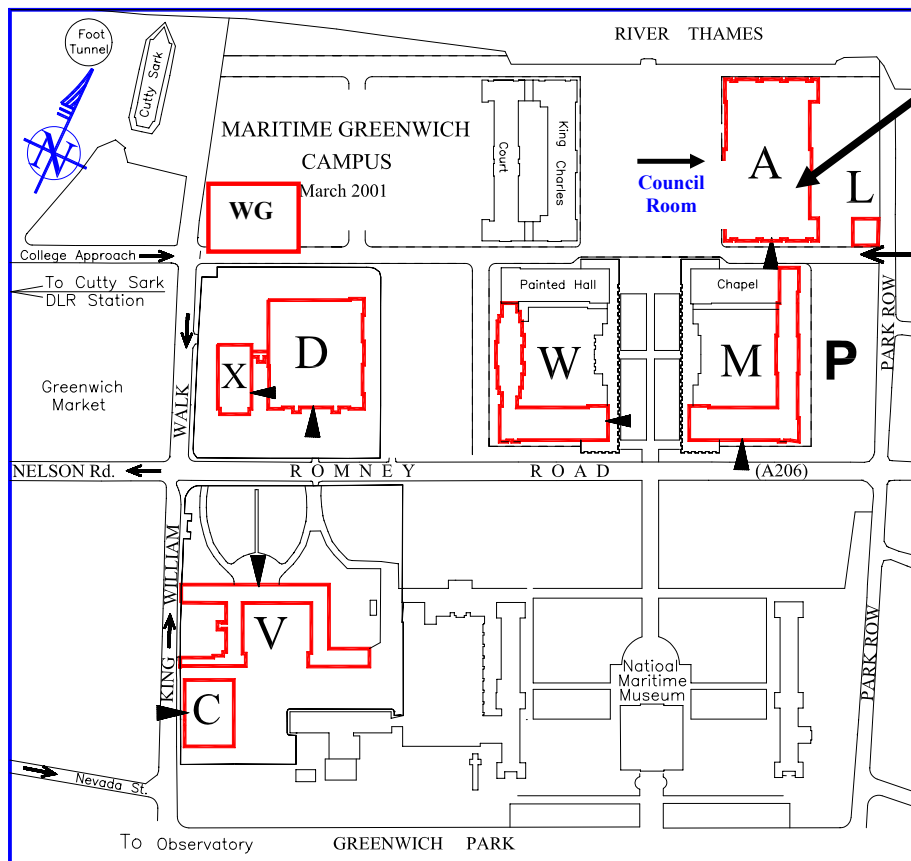 Foot
Tunnel
Cutty Sark
N
RIVER THAMES
MARITIME GREENWICH
CAMPUS
March 2001
WG
Court
King Charles
Council
Room
A
L
College Approach
To Cutty Sark
DLR Station
Painted Hall
Chapel
D
X
W
M
P
PARK ROW
Greenwich
Market
WALK
NELSON Rd.
ROMNEY ROAD
(A206)
KING WILLIAM
V
C
Natioal
Maritime
Museum
PARK ROW
Nevada St.
To Observatory
GREENWICH PARK